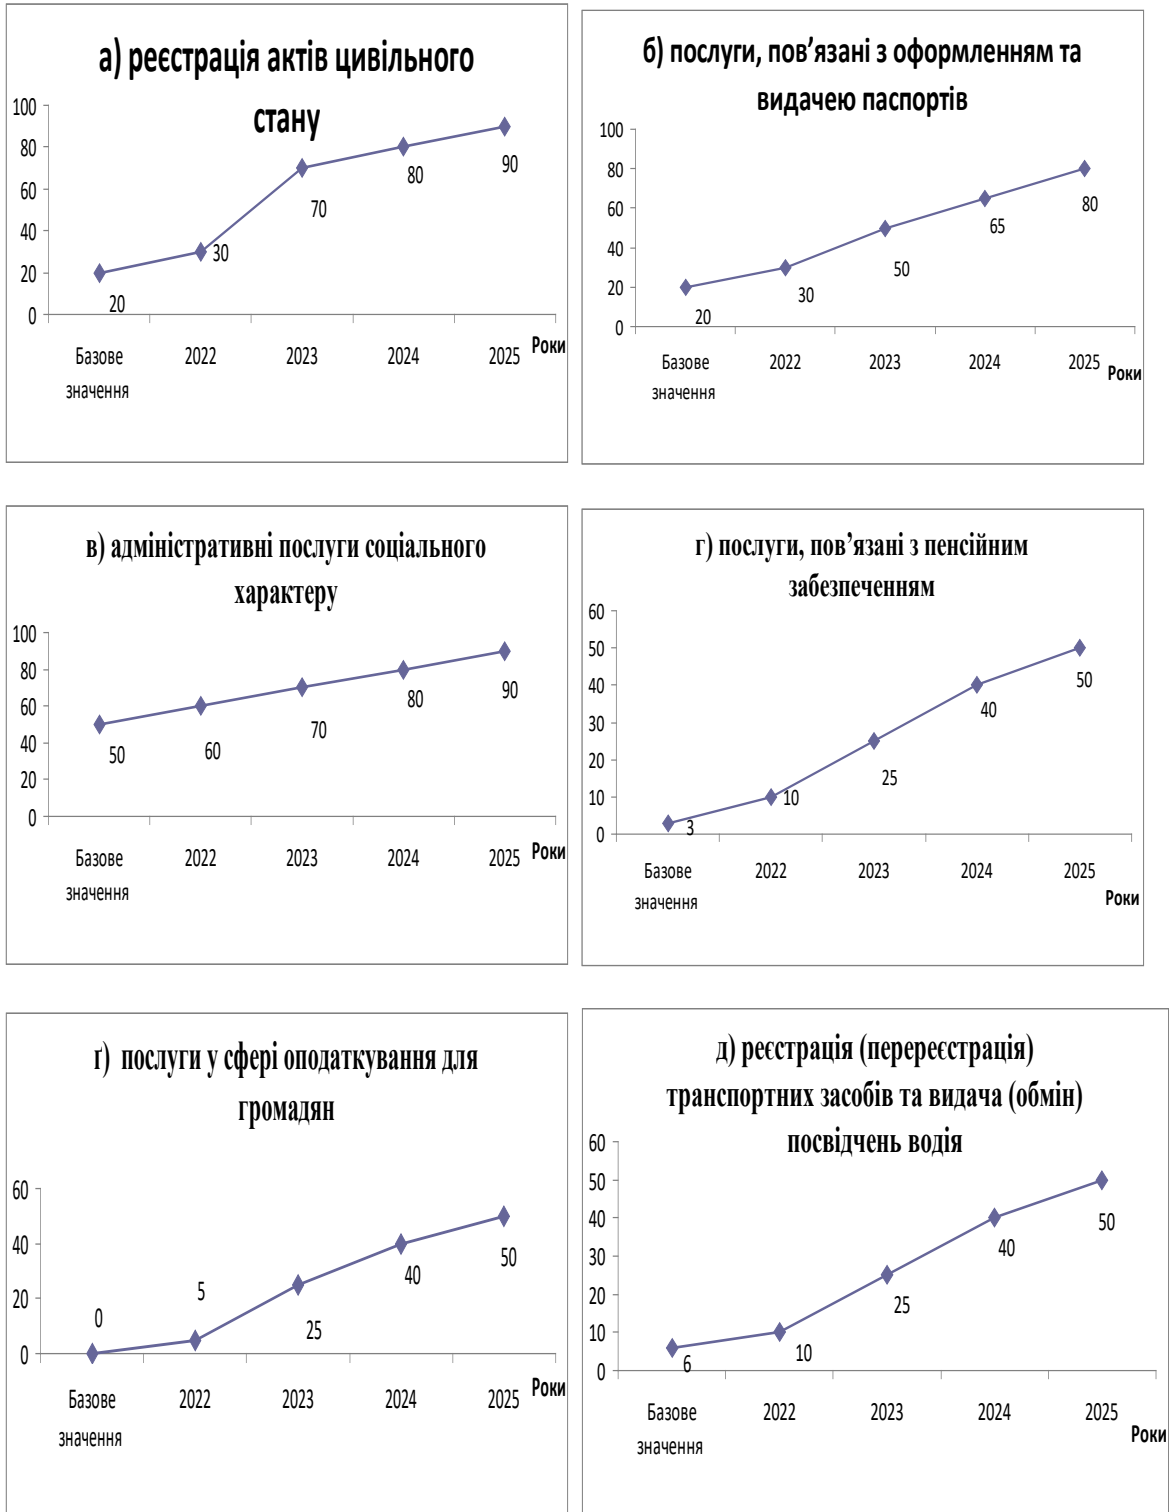 а) реєстрація актів цивільного
стану
100
80
60
40
20
0
20
30
70
80
90
Базове
значення
2022
2023
2024
2025
Роки
б) послуги, пов’язані з оформленням та
видачею паспортів
100
80
60
40
20
0
20
30
50
65
80
Базове
значення
2022
2023
2024
2025
Роки
в) адміністративні послуги соціального
характеру
100
80
60
40
20
0
50
60
70
80
90
Базове
значення
2022
2023
2024
2025
Роки
г) послуги, пов’язані з пенсійним
забезпеченням
60
50
40
30
20
10
0
3
10
25
40
50
Базове
значення
2022
2023
2024
2025
Роки
ґ) послуги у сфері оподаткування для
громадян
60
40
20
0
0
5
25
40
50
Базове
значення
2022
2023
2024
2025
Роки
д) реєстрація (перереєстрація)
транспортних засобів та видача (обмін)
посвідчень водія
60
50
40
30
20
10
0
6
10
25
40
50
Базове
значення
2022
2023
2024
2025
Роки